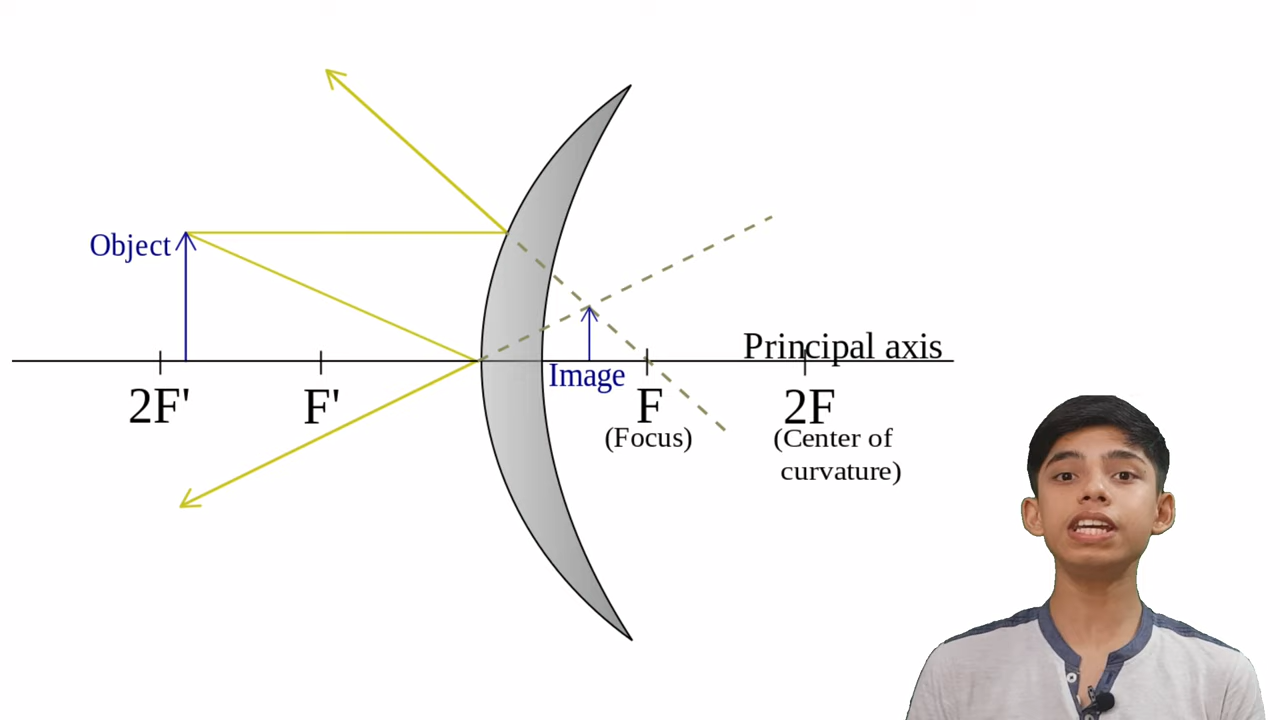 Object
Principal axis
Image
2F'
F'
F
2F
(Focus)
(Center of
curvature)